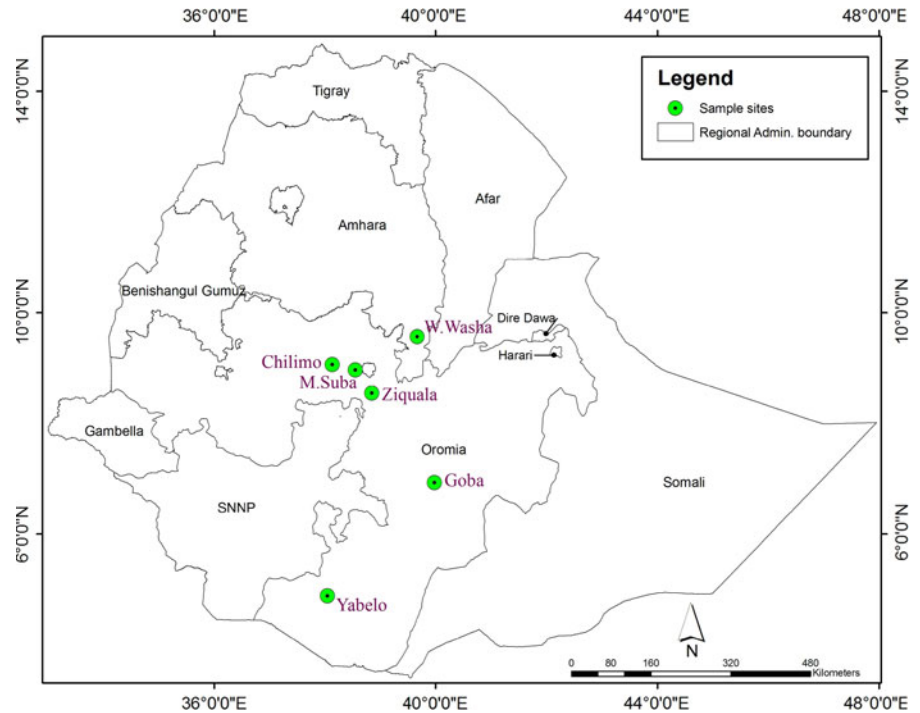 36°0'0"E 40°0'0"E 44°0'0"E 48°0'0"E
14°0'0"N
14°0'0"N
Legend
Sample sites
Regional Admin. boundary
Tigray
Afar
Amhara
Benishangul Gumuz
10°0'0"N
10°0'0"N
Dire Dawa
W.Washa
Harari
Chilimo
M.Suba
Ziquala
Gambella
Oromia
Goba
Somali
SNNP
6°0'0"N
6°0'0"N
Yabelo
N
0 80 160 320 480
Kilometers
36°0'0"E 40°0'0"E 44°0'0"E 48°0'0"E